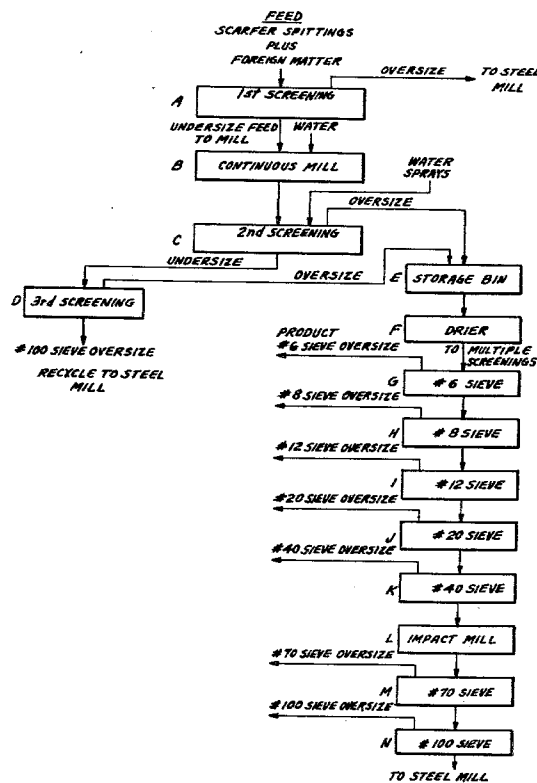 FEED
SCARFER SPITTINGS
PLUS
FOREIGN MATTER
OVERSIZE
TO STEEL
MILL
A
1st SCREENING
UNDERSIZE FEED
TO MILL
WATER
B
CONTINUOUS MILL
WATER
SPRAYS
OVERSIZE
C
2nd SCREENING
UNDERSIZE
OVERSIZE
D
3rd SCREENING
E
STORAGE BIN
#100 SIEVE OVERSIZE
RECYCLE TO STEEL
MILL
F
DRIER
TO MULTIPLE
SCREENINGS
PRODUCT
#6 SIEVE OVERSIZE
G
#6 SIEVE
#8 SIEVE OVERSIZE
H
#8 SIEVE
#12 SIEVE OVERSIZE
I
#12 SIEVE
#20 SIEVE OVERSIZE
J
#20 SIEVE
#40 SIEVE OVERSIZE
K
#40 SIEVE
L
IMPACT MILL
#70 SIEVE OVERSIZE
M
#70 SIEVE
#100 SIEVE OVERSIZE
N
#100 SIEVE
TO STEEL MILL